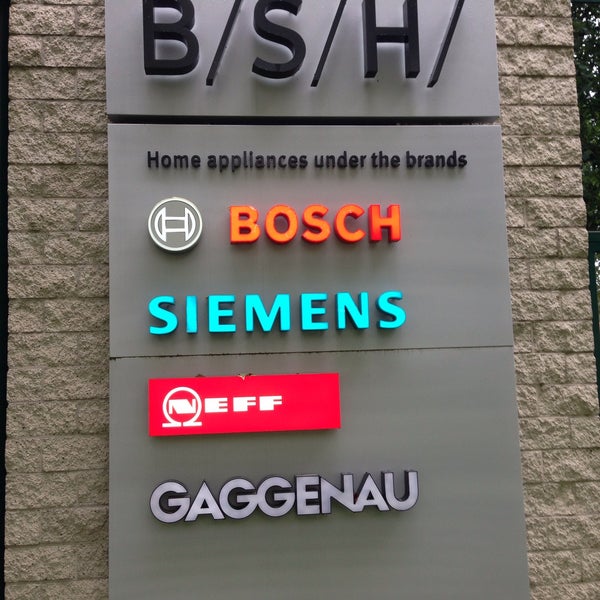 B/S/H/
Home appliances under the brands
BOSCH
SIEMENS
NEFF
GAGGENAU